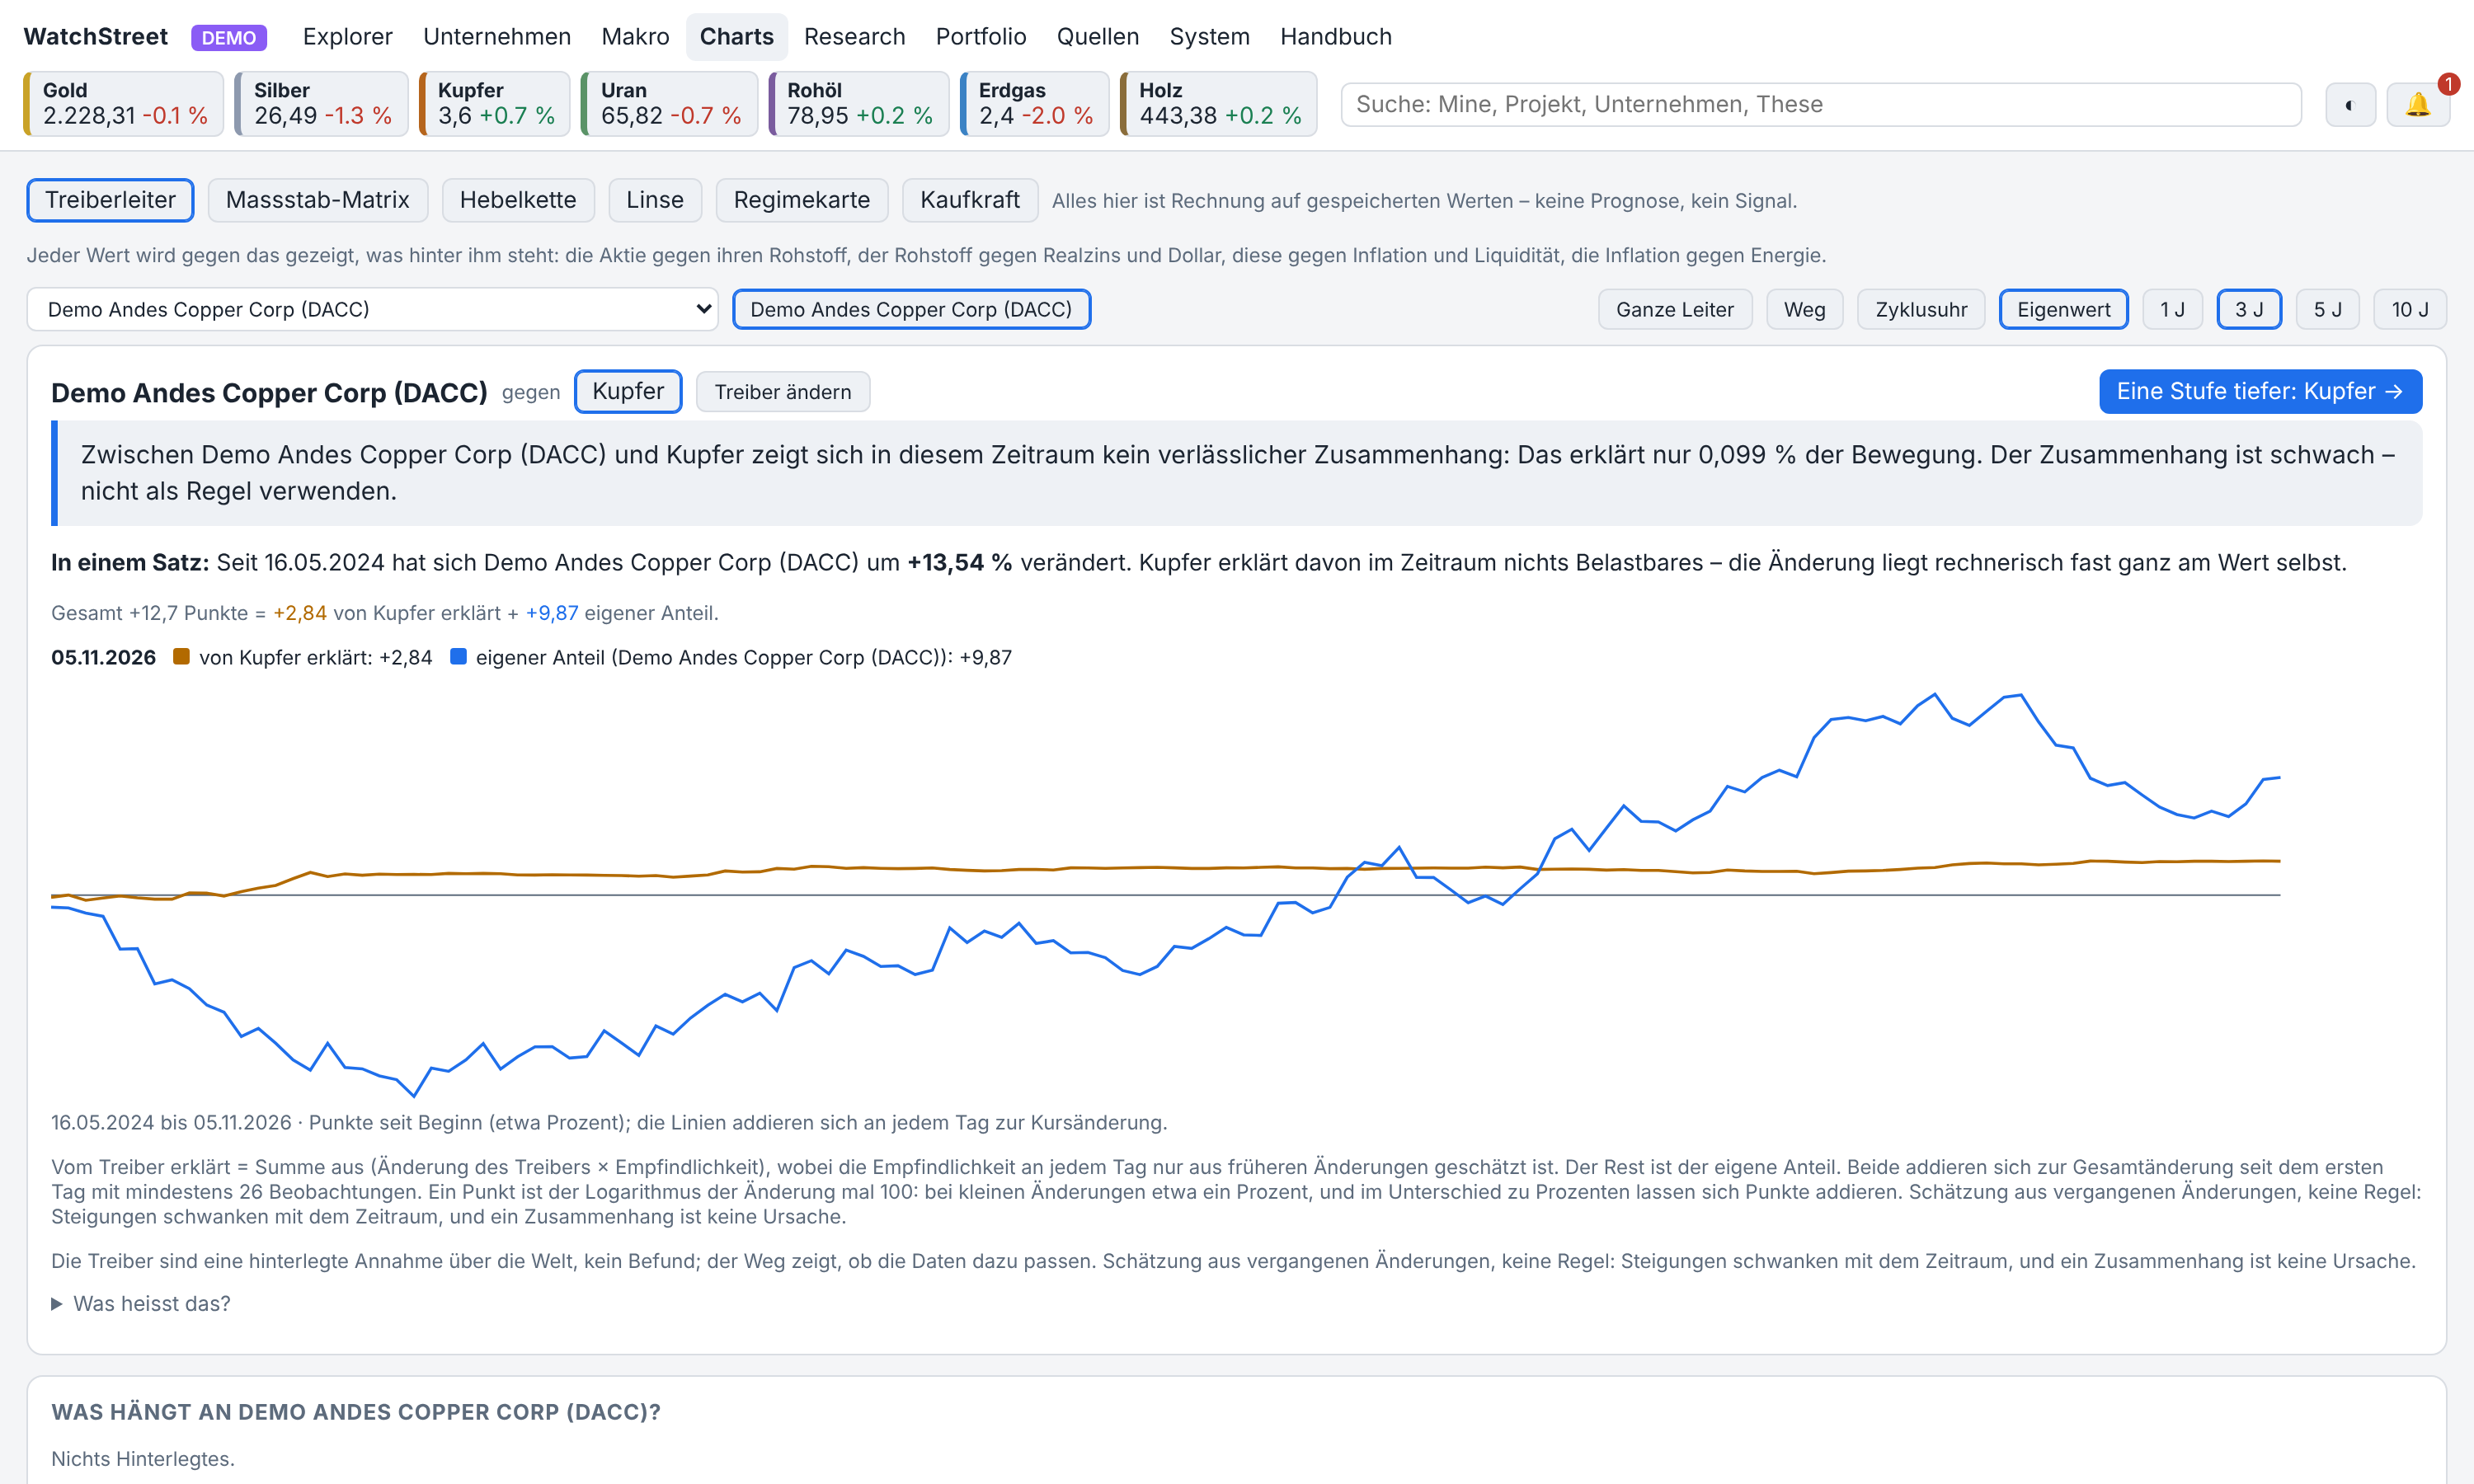 WatchStreet DEMO Explorer Unternehmen Makro Charts Research Portfolio Quellen System Handbuch
Gold Silber Kupfer Uran Rohöl Erdgas Holz
2.228,31 -0.1 % 26,49 -1.3 % 3,6 +0.7 % 65,82 -0.7 % 78,95 +0.2 % 2,4 -2.0 % 443,38 +0.2 %
Suche: Mine, Projekt, Unternehmen, These
1
Treiberleiter Massstab-Matrix Hebelkette Linse Regimekarte Kaufkraft Alles hier ist Rechnung auf gespeicherten Werten – keine Prognose, kein Signal.
Jeder Wert wird gegen das gezeigt, was hinter ihm steht: die Aktie gegen ihren Rohstoff, der Rohstoff gegen Realzins und Dollar, diese gegen Inflation und Liquidität, die Inflation gegen Energie.
Demo Andes Copper Corp (DACC) Demo Andes Copper Corp (DACC) Ganze Leiter Weg Zyklusuhr Eigenwert 1 J 3 J 5 J 10 J
Demo Andes Copper Corp (DACC) gegen Kupfer Treiber ändern Eine Stufe tiefer: Kupfer →
Zwischen Demo Andes Copper Corp (DACC) und Kupfer zeigt sich in diesem Zeitraum kein verlässlicher Zusammenhang: Das erklärt nur 0,099 % der Bewegung. Der Zusammenhang ist schwach –
nicht als Regel verwenden.
In einem Satz: Seit 16.05.2024 hat sich Demo Andes Copper Corp (DACC) um +13,54 % verändert. Kupfer erklärt davon im Zeitraum nichts Belastbares – die Änderung liegt rechnerisch fast ganz am Wert selbst.
Gesamt +12,7 Punkte = +2,84 von Kupfer erklärt + +9,87 eigener Anteil.
05.11.2026 von Kupfer erklärt: +2,84 eigener Anteil (Demo Andes Copper Corp (DACC)): +9,87
16.05.2024 bis 05.11.2026 · Punkte seit Beginn (etwa Prozent); die Linien addieren sich an jedem Tag zur Kursänderung.
Vom Treiber erklärt = Summe aus (Änderung des Treibers × Empfindlichkeit), wobei die Empfindlichkeit an jedem Tag nur aus früheren Änderungen geschätzt ist. Der Rest ist der eigene Anteil. Beide addieren sich zur Gesamtänderung seit dem ersten
Tag mit mindestens 26 Beobachtungen. Ein Punkt ist der Logarithmus der Änderung mal 100: bei kleinen Änderungen etwa ein Prozent, und im Unterschied zu Prozenten lassen sich Punkte addieren. Schätzung aus vergangenen Änderungen, keine Regel:
Steigungen schwanken mit dem Zeitraum, und ein Zusammenhang ist keine Ursache.
Die Treiber sind eine hinterlegte Annahme über die Welt, kein Befund; der Weg zeigt, ob die Daten dazu passen. Schätzung aus vergangenen Änderungen, keine Regel: Steigungen schwanken mit dem Zeitraum, und ein Zusammenhang ist keine Ursache.
Was heisst das?
WAS HÄNGT AN DEMO ANDES COPPER CORP (DACC)?
Nichts Hinterlegtes.